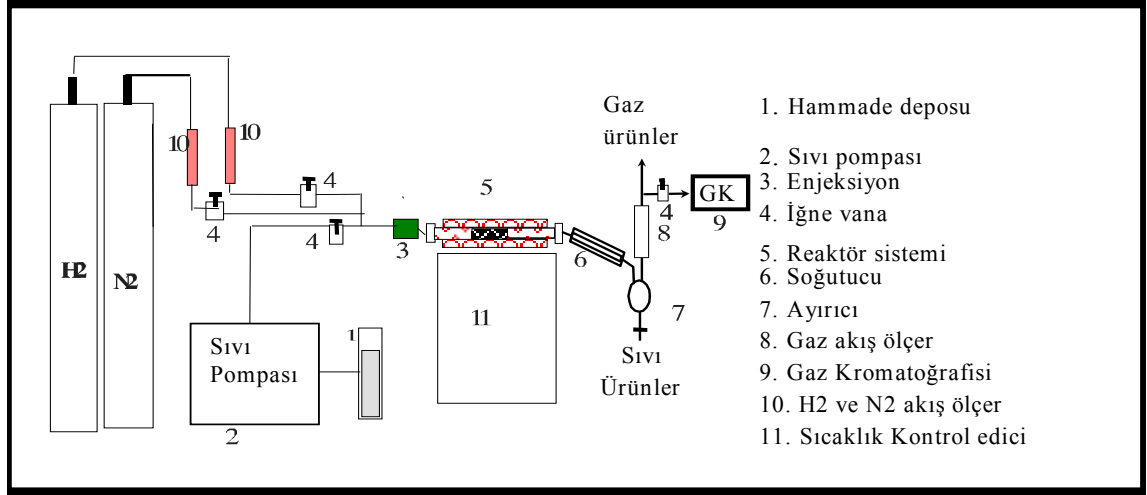 H2
N2
10
10
4
4
4
3
5
6
11
Sıvı
Pompası
2
1
Gaz
ürünler
4
GK
9
8
7
Sıvı
Ürünler
1. Hammade deposu
2. Sıvı pompası
3. Enjeksiyon
4. İğne vana
5. Reaktör sistemi
6. Soğutucu
7. Ayırıcı
8. Gaz akış ölçer
9. Gaz Kromatoğrafisi
10. H2 ve N2 akış ölçer
11. Sıcaklık Kontrol edici